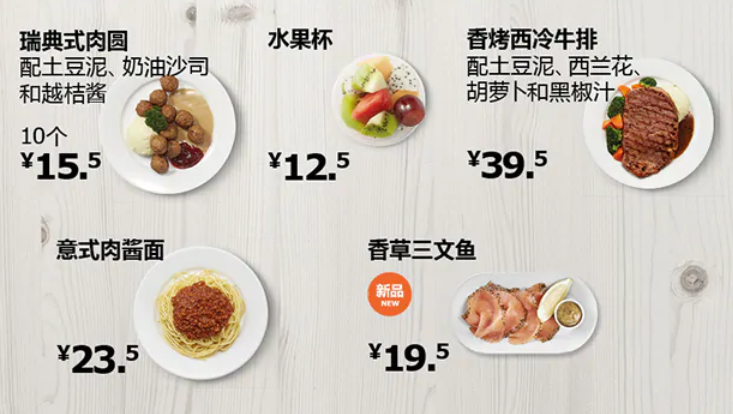 瑞典式肉圆
配土豆泥、奶油沙司
和越桔酱
10个
¥15.5
水果杯
¥12.5
香烤西冷牛排
配土豆泥、西兰花、
胡萝卜和黑椒汁
¥39.5
意式肉酱面
¥23.5
香草三文鱼
新品
NEW
¥19.5